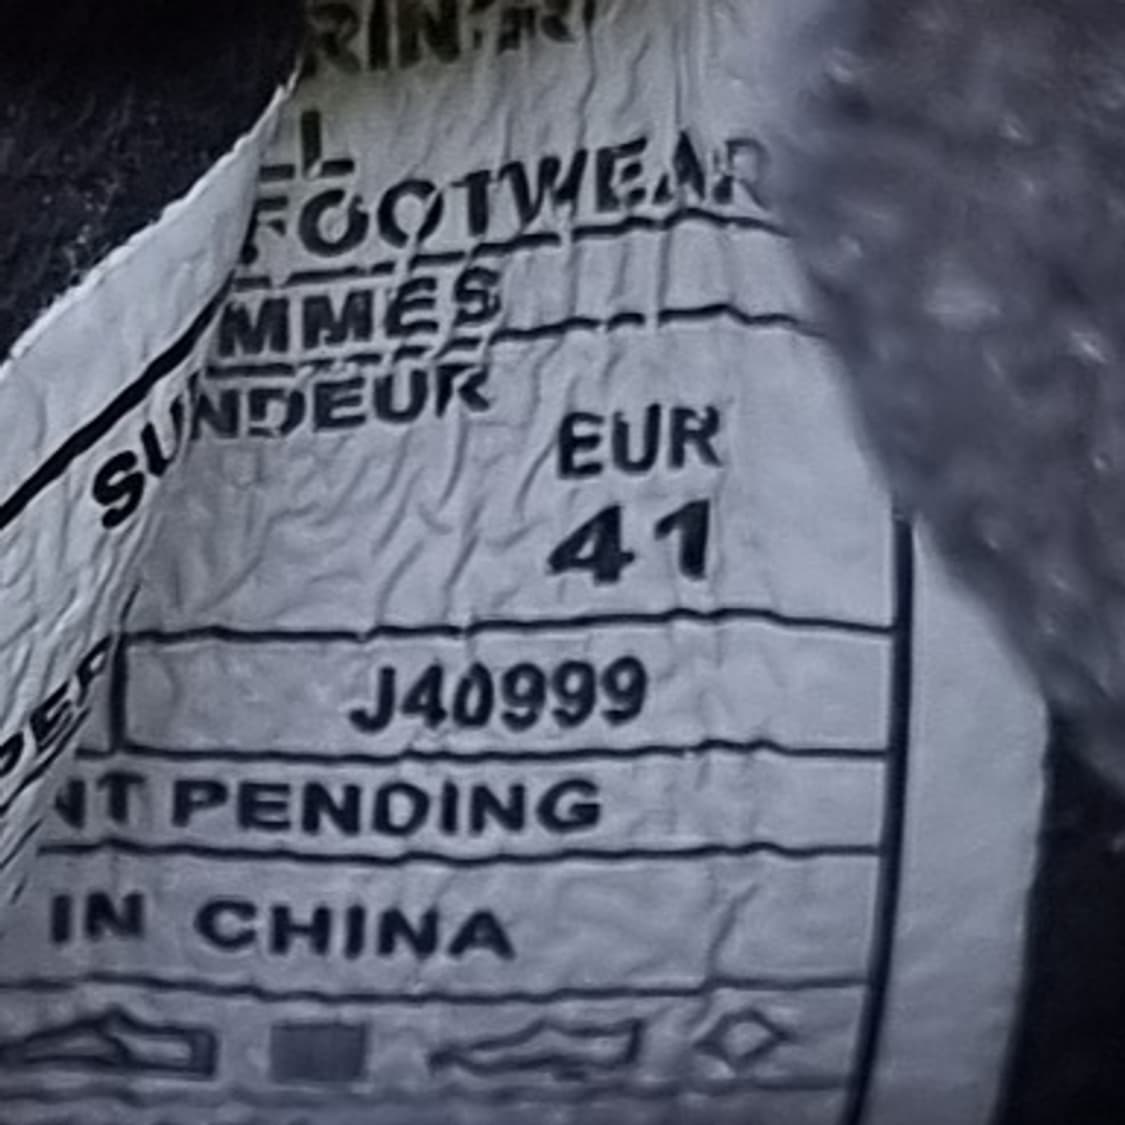 FOOTWEAR
MMES
SUNDEUR
EUR
41
J40999
NT PENDING
IN CHINA